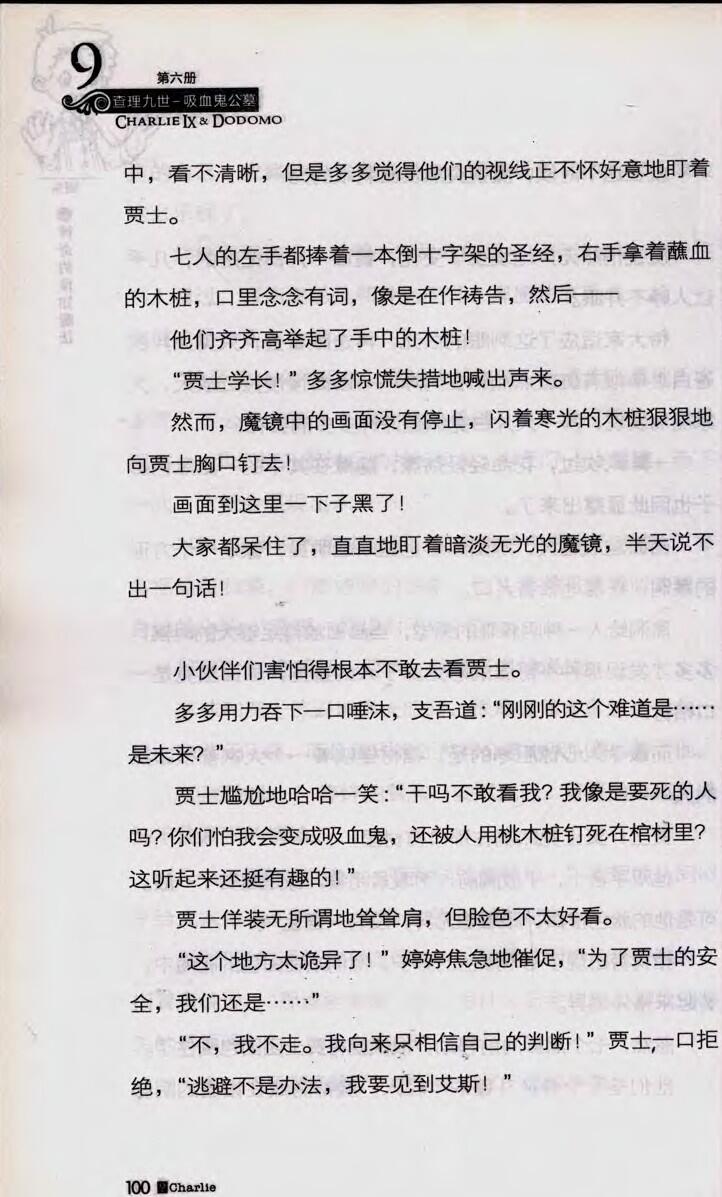 9
第六册
查理九世-吸血鬼公墓
CHARLIE IX & DODOMO
中，看不清晰，但是多多觉得他们的视线正不怀好意地盯着
贾士。
七人的左手都捧着一本倒十字架的圣经，右手拿着蘸血
的木桩，口里念念有词，像是在作祷告，然后
他们齐齐高举起了手中的木桩！
“贾士学长！”多多惊慌失措地喊出声来。
然而，魔镜中的画面没有停止，闪着寒光的木桩狠狠地
向贾士胸口钉去！
画面到这里一下子黑了！
大家都呆住了，直直地盯着暗淡无光的魔镜，半天说不
出一句话！
小伙伴们害怕得根本不敢去看贾士。
多多用力吞下一口唾沫，支吾道：“刚刚的这个难道是……
是未来？”
贾士尴尬地哈哈一笑：“干吗不敢看我？我像是要死的人
吗？你们怕我会变成吸血鬼，还被人用桃木桩钉死在棺材里？
这听起来还挺有趣的！”
贾士佯装无所谓地耸耸肩，但脸色不太好看。
“这个地方太诡异了！”婷婷焦急地催促，“为了贾士的安
全，我们还是……”
“不，我不走。我向来只相信自己的判断！”贾士一口拒
绝，“逃避不是办法，我要见到艾斯！”
100 Charlie